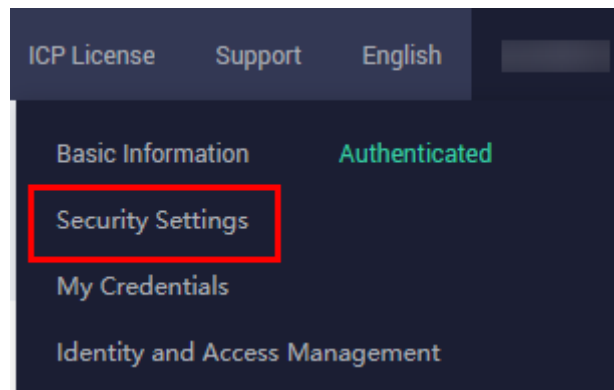 ICP License Support English
Basic Information Authenticated
Security Settings
My Credentials
Identity and Access Management